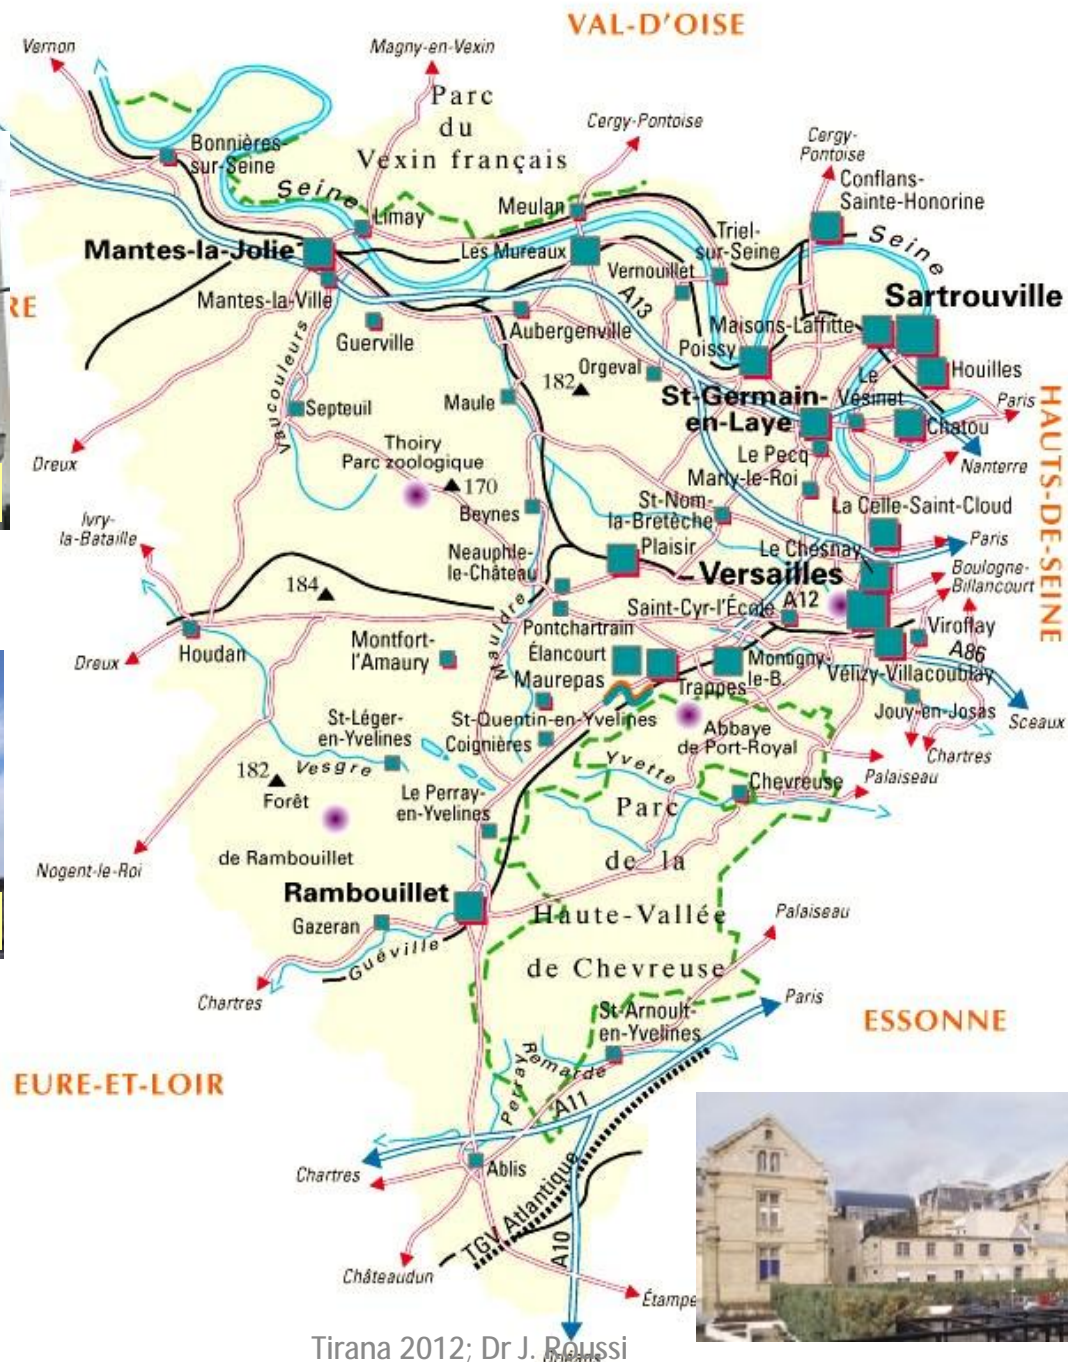 VAL-D'OISE
Vernon
Magny-en-Vexin
Parc
du
Vexin français
Cergy-Pontoise
Cergy-
Pontoise
Conflans-
Sainte-Honorine
Bonnières-
sur-Seine
Seine
Limay
Meulan
Triel-
sur-Seine
Seine
Mantes-la-Jolie
Les Mureaux
Vernouillet
A13
Sartrouville
RE
Mantes-la-Ville
Guerville
Aubergenville
Maisons-Laffitte
Poissy
Orgeval
Houilles
Vaucouleurs
182
St-Germain-
en-Laye
Le
Vésinet
Paris
Septeuil
Maule
Chatou
HAUTS-DE-SEINE
Dreux
Thoiry
Parc zoologique
170
Le Pecq
Marly-le-Roi
Nanterre
Ivry-
la-Bataille
Beynes
St-Nom-
la-Bretèche
La Celle-Saint-Cloud
Neauphle-
le-Château
Plaisir
Le Chesnay
Paris
184
Versailles
Boulogne-
Billancourt
Mauldre
Saint-Cyr-l'École
A12
Houdan
Dreux
Montfort-
l'Amaury
Pontchartrain
Viroflay
A86
Élancourt
Maurepas
Trappes
Montigny-
le-B.
Vélizy-Villacoublay
St-Léger-
en-Yvelines
St-Quentin-en-Yvelines
Coignières
Abbaye
de Port-Royal
Jouy-en-Josas
Sceaux
Chartres
182
Vesgre
Forêt
de Rambouillet
Le Perray-
en-Yvelines
Yvette
Chevreuse
Palaiseau
Parc
de la
Haute-Vallée
de Chevreuse
Nogent-le-Roi
Rambouillet
Gazeran
Guéville
Palaiseau
Chartres
Paris
St-Arnoult-
en-Yvelines
ESSONNE
Remarde
Perray
EURE-ET-LOIR
A11
Chartres
Ablis
TGV Atlantique
A10
Châteaudun
Étampe
Tirana 2012; Dr J. Roussi
Orléans